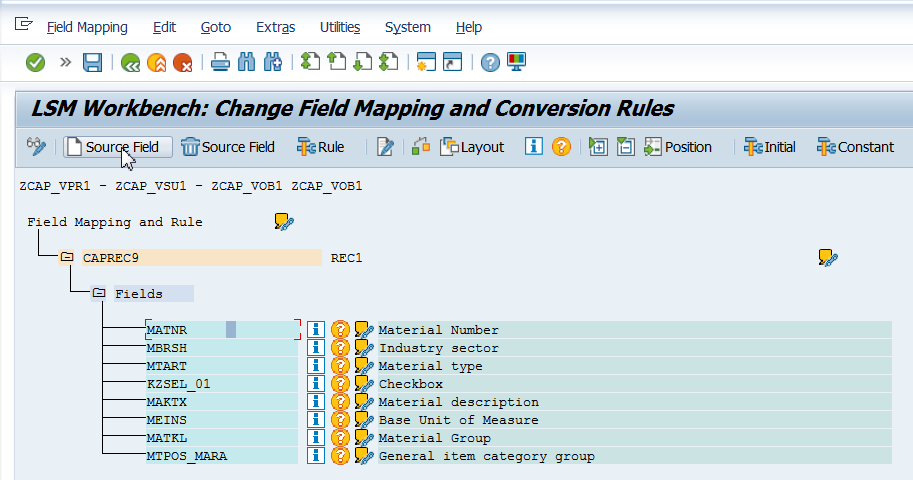 Field Mapping Edit Goto Extras Utilities System Help
LSM Workbench: Change Field Mapping and Conversion Rules
Source Field Source Field Rule Layout Position Initial Constant
ZCAP_VPR1 - ZCAP_VSU1 - ZCAP_VOB1 ZCAP_VOB1
Field Mapping and Rule
CAPREC9 REC1
Fields
MATNR Material Number
MBRSH Industry sector
MTART Material type
KZSEL_01 Checkbox
MAKTX Material description
MEINS Base Unit of Measure
MATKL Material Group
MTPOS_MARA General item category group